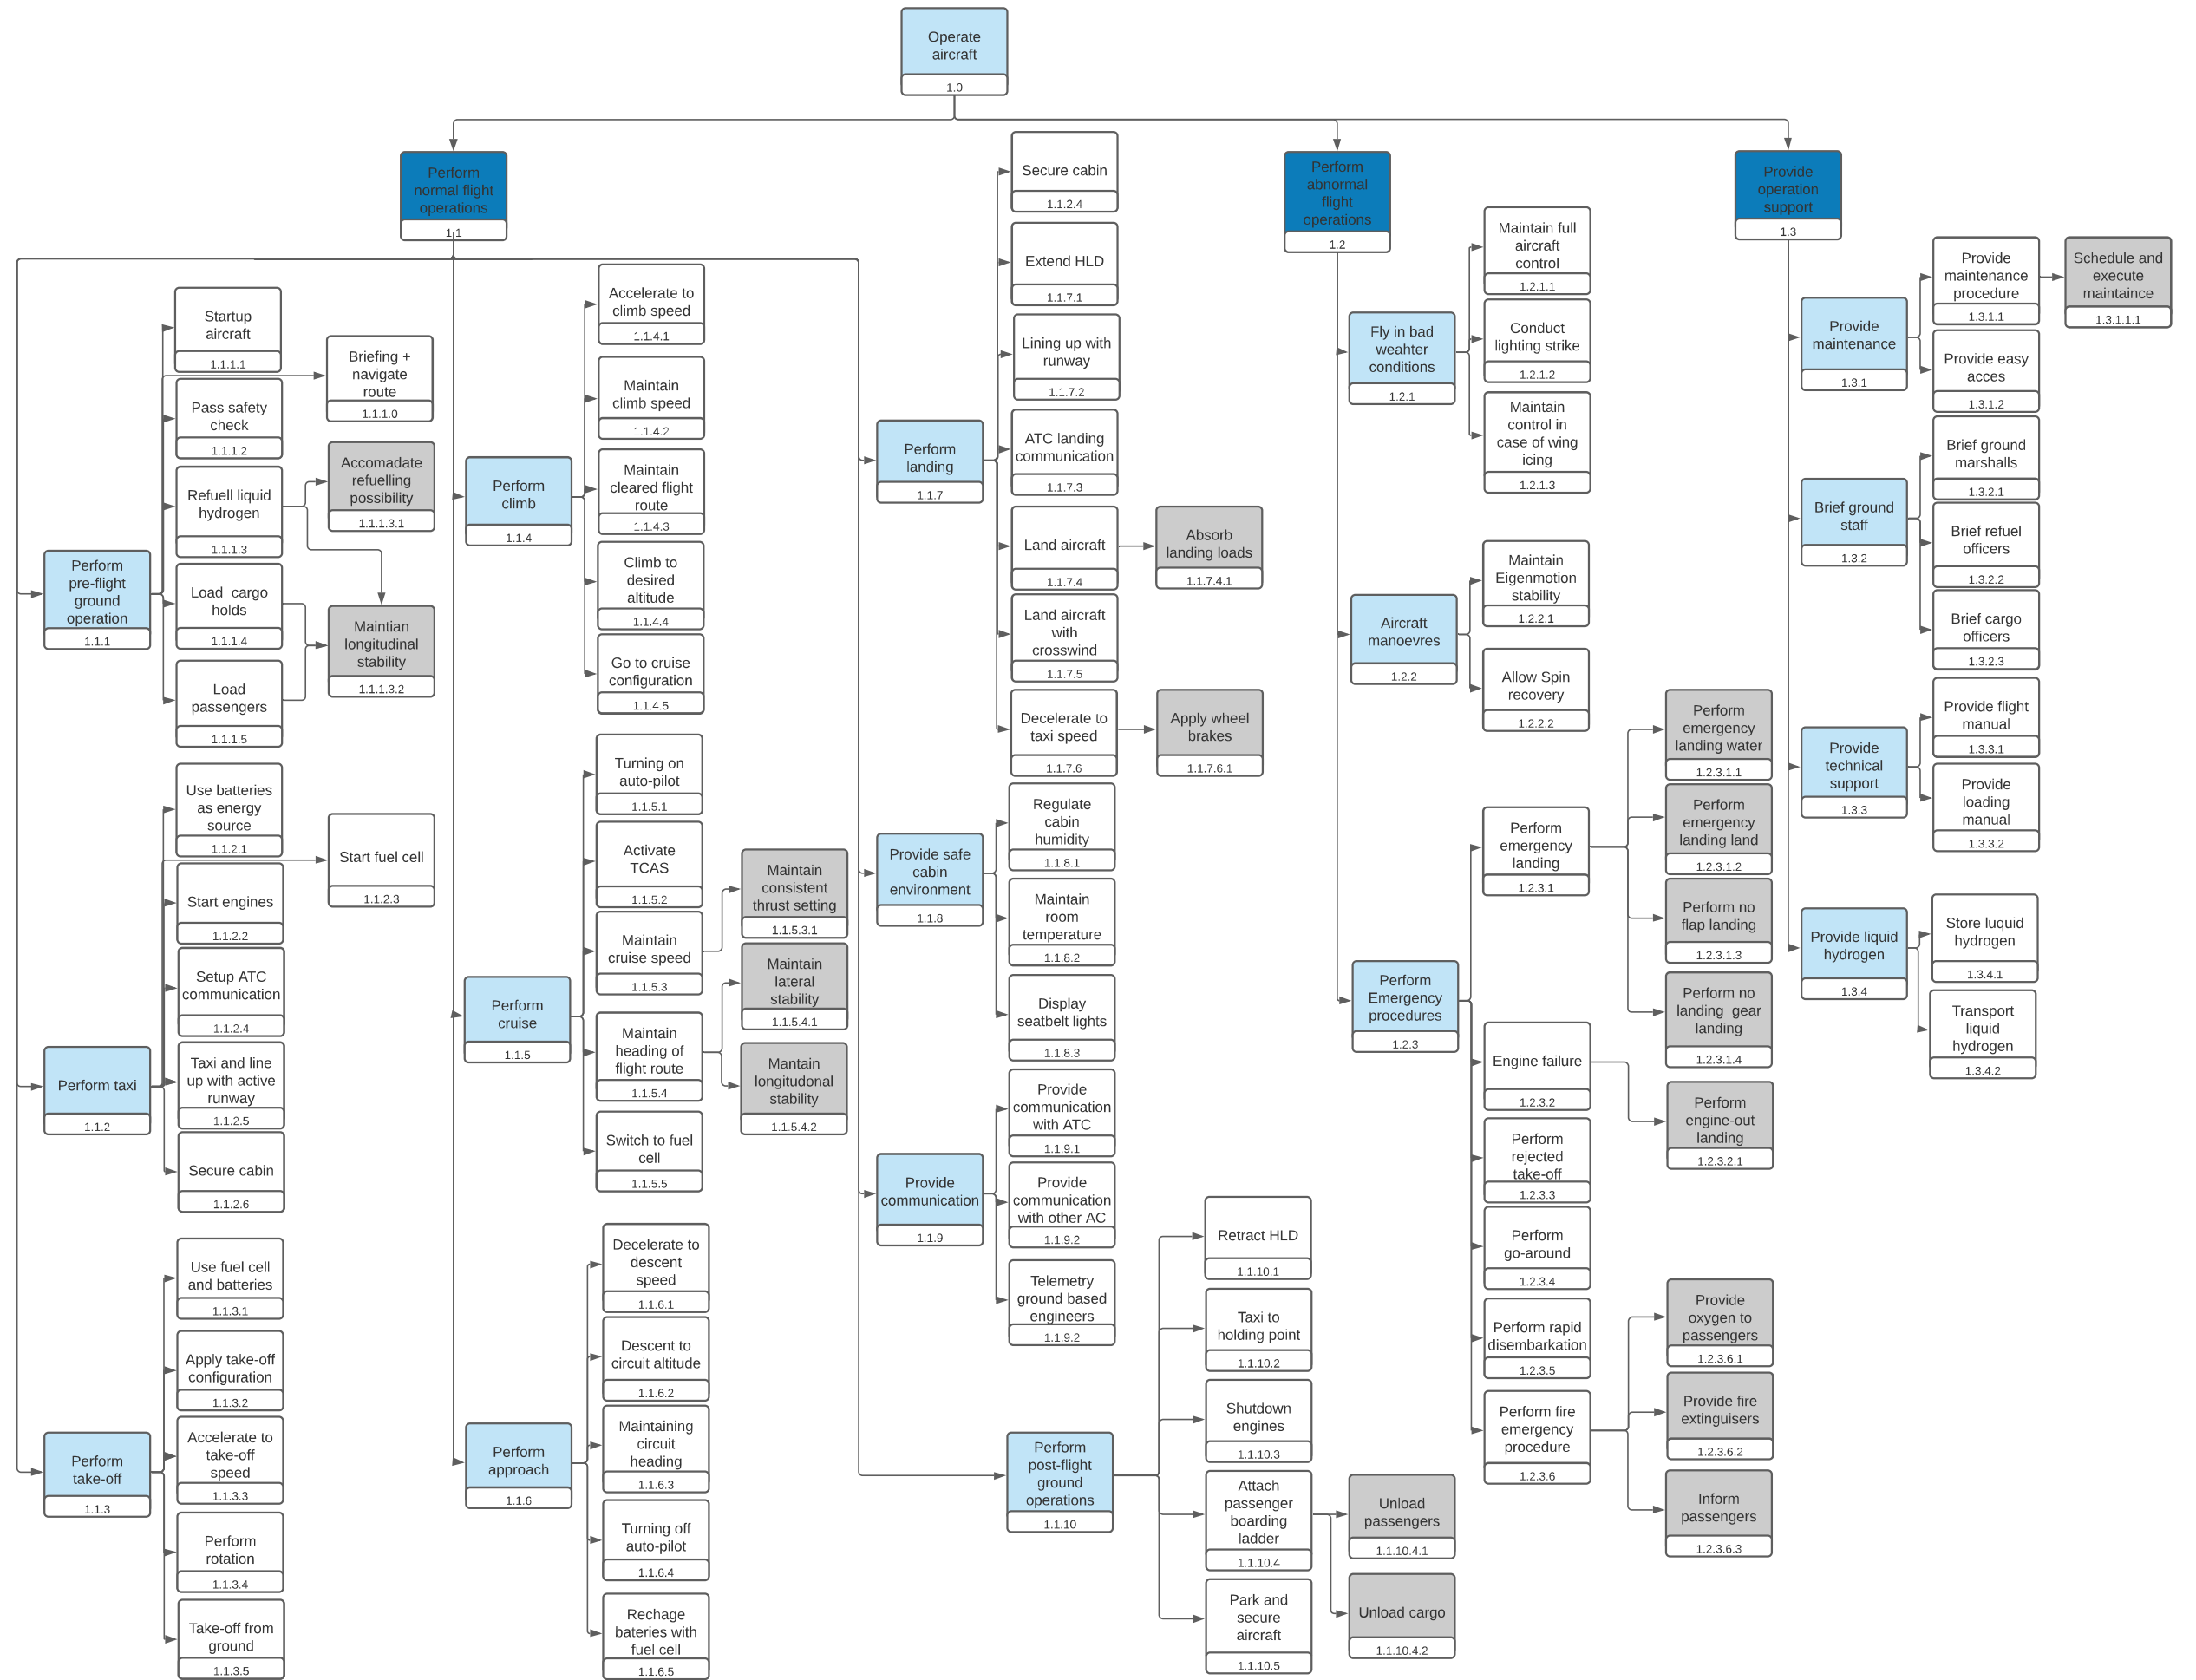 Operate
aircraft
1.0
Perform
normal flight
operations
1.1
Perform
pre-flight
ground
operation
1.1.1
Startup
aircraft
1.1.1.1
Briefing +
navigate
route
1.1.1.0
Pass safety
check
1.1.1.2
Refuell liquid
hydrogen
1.1.1.3
Accomadate
refuelling
possibility
1.1.1.3.1
Load cargo
holds
1.1.1.4
Maintian
longitudinal
stability
1.1.1.3.2
Load
passengers
1.1.1.5
Perform taxi
1.1.2
Use batteries
as energy
source
1.1.2.1
Start fuel cell
1.1.2.3
Start engines
1.1.2.2
Setup ATC
communication
1.1.2.4
Taxi and line
up with active
runway
1.1.2.5
Secure cabin
1.1.2.6
Perform
take-off
1.1.3
Use fuel cell
and batteries
1.1.3.1
Apply take-off
configuration
1.1.3.2
Accelerate to
take-off
speed
1.1.3.3
Perform
rotation
1.1.3.4
Take-off from
ground
1.1.3.5
Perform
climb
1.1.4
Accelerate to
climb speed
1.1.4.1
Maintain
climb speed
1.1.4.2
Maintain
cleared flight
route
1.1.4.3
Climb to
desired
altitude
1.1.4.4
Go to cruise
configuration
1.1.4.5
Perform
cruise
1.1.5
Turning on
auto-pilot
1.1.5.1
Activate
TCAS
1.1.5.2
Maintain
cruise speed
1.1.5.3
Maintain
consistent
thrust setting
1.1.5.3.1
Maintain
heading of
flight route
1.1.5.4
Maintain
lateral
stability
1.1.5.4.1
Mantain
longitudonal
stability
1.1.5.4.2
Switch to fuel
cell
1.1.5.5
Perform
approach
1.1.6
Decelerate to
descent
speed
1.1.6.1
Descent to
circuit altitude
1.1.6.2
Maintaining
circuit
heading
1.1.6.3
Turning off
auto-pilot
1.1.6.4
Rechage
bateries with
fuel cell
1.1.6.5
Perform
landing
1.1.7
Secure cabin
1.1.2.4
Extend HLD
1.1.7.1
Lining up with
runway
1.1.7.2
ATC landing
communication
1.1.7.3
Land aircraft
1.1.7.4
Absorb
landing loads
1.1.7.4.1
Land aircraft
with
crosswind
1.1.7.5
Decelerate to
taxi speed
1.1.7.6
Apply wheel
brakes
1.1.7.6.1
Provide safe
cabin
environment
1.1.8
Regulate
cabin
humidity
1.1.8.1
Maintain
room
temperature
1.1.8.2
Display
seatbelt lights
1.1.8.3
Provide
communication
1.1.9
Provide
communication
with ATC
1.1.9.1
Provide
communication
with other AC
1.1.9.2
Telemetry
ground based
engineers
1.1.9.2
Perform
post-flight
ground
operations
1.1.10
Retract HLD
1.1.10.1
Taxi to
holding point
1.1.10.2
Shutdown
engines
1.1.10.3
Attach
passenger
boarding
ladder
1.1.10.4
Unload
passengers
1.1.10.4.1
Unload cargo
1.1.10.4.2
Park and
secure
aircraft
1.1.10.5
Perform
abnormal
flight
operations
1.2
Fly in bad
weahter
conditions
1.2.1
Maintain full
aircraft
control
1.2.1.1
Conduct
lighting strike
1.2.1.2
Maintain
control in
case of wing
icing
1.2.1.3
Aircraft
manoevres
1.2.2
Maintain
Eigenmotion
stability
1.2.2.1
Allow Spin
recovery
1.2.2.2
Perform
Emergency
procedures
1.2.3
Perform
emergency
landing
1.2.3.1
Perform
emergency
landing water
1.2.3.1.1
Perform
emergency
landing land
1.2.3.1.2
Perform no
flap landing
1.2.3.1.3
Perform no
landing gear
landing
1.2.3.1.4
Engine failure
1.2.3.2
Perform
engine-out
landing
1.2.3.2.1
Perform
rejected
take-off
1.2.3.3
Perform
go-around
1.2.3.4
Perform rapid
disembarkation
1.2.3.5
Perform fire
emergency
procedure
1.2.3.6
Provide
oxygen to
passengers
1.2.3.6.1
Provide fire
extinguisers
1.2.3.6.2
Inform
passengers
1.2.3.6.3
Provide
operation
support
1.3
Provide
maintenance
1.3.1
Provide
maintenance
procedure
1.3.1.1
Schedule and
execute
maintaince
1.3.1.1.1
Provide easy
acces
1.3.1.2
Brief ground
staff
1.3.2
Brief ground
marshalls
1.3.2.1
Brief refuel
officers
1.3.2.2
Brief cargo
officers
1.3.2.3
Provide
technical
support
1.3.3
Provide flight
manual
1.3.3.1
Provide
loading
manual
1.3.3.2
Provide liquid
hydrogen
1.3.4
Store luquid
hydrogen
1.3.4.1
Transport
liquid
hydrogen
1.3.4.2